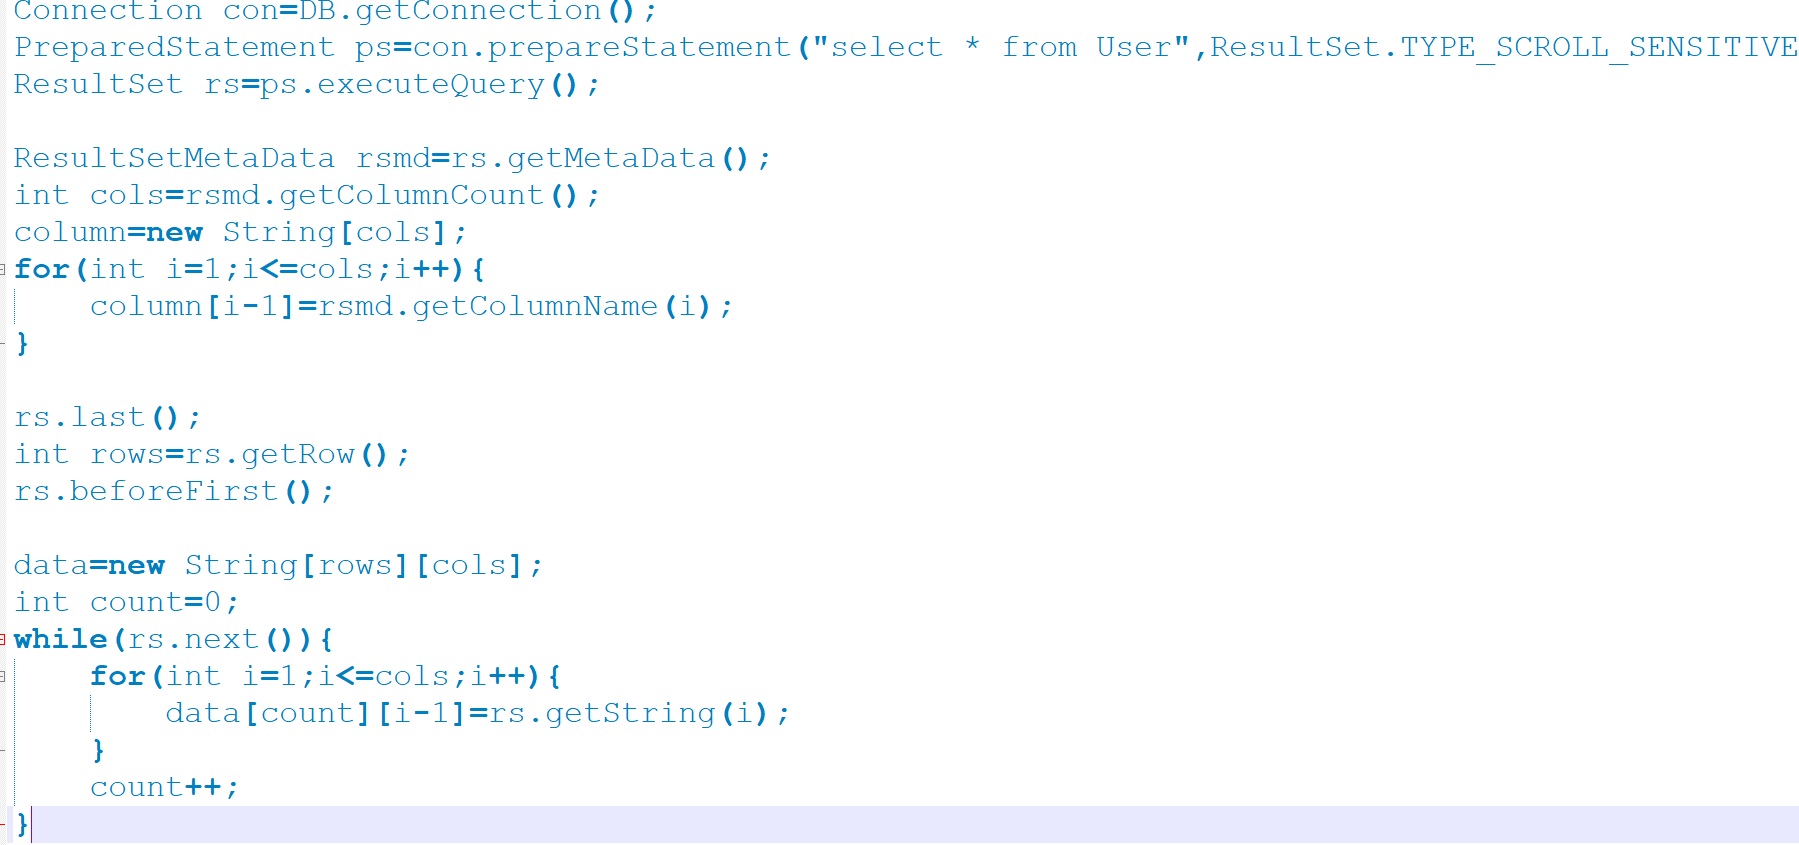 Connection con=DB.getConnection();
PreparedStatement ps=con.prepareStatement("select * from User",ResultSet.TYPE_SCROLL_SENSITIVE
ResultSet rs=ps.executeQuery();
ResultSetMetaData rsmd=rs.getMetaData();
int cols=rsmd.getColumnCount();
column=new String[cols];
for(int i=1;i<=cols;i++){
    column[i-1]=rsmd.getColumnName(i);
}
rs.last();
int rows=rs.getRow();
rs.beforeFirst();
data=new String[rows][cols];
int count=0;
while(rs.next()){
    for(int i=1;i<=cols;i++){
        data[count][i-1]=rs.getString(i);
    }
    count++;
}